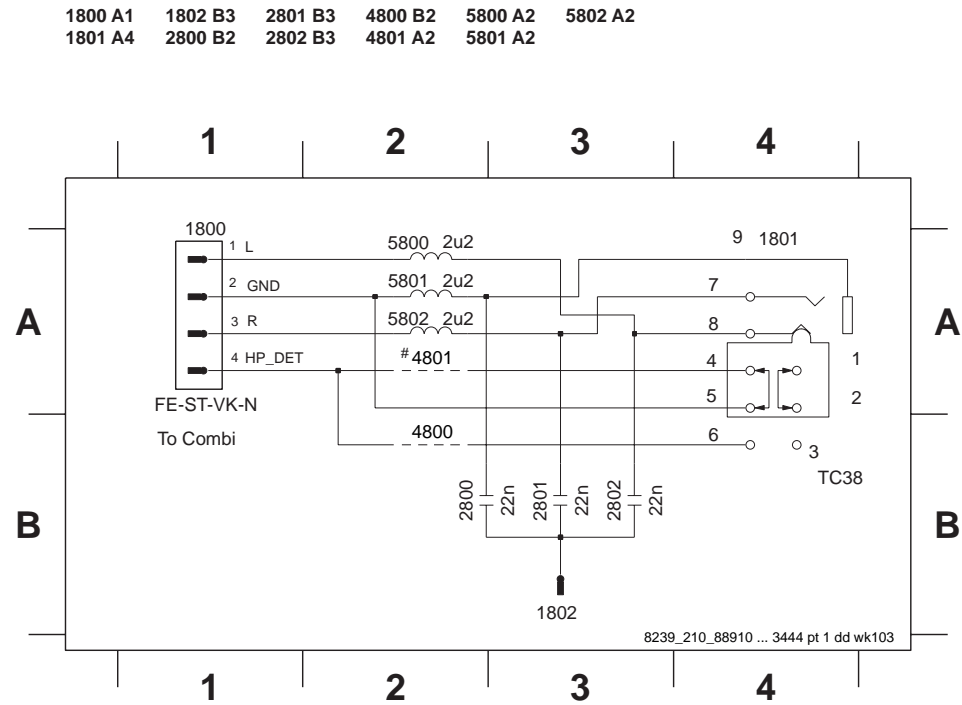 1800 A1 1802 B3 2801 B3 4800 B2 5800 A2 5802 A2
1801 A4 2800 B2 2802 B3 4801 A2 5801 A2
1 2 3 4
1800
1 L
5800 2u2
9 1801
2 GND
5801 2u2
7
A
3 R
5802 2u2
8
A
4 HP_DET
# 4801
4
1
5
2
FE-ST-VK-N
To Combi
4800
6
3
TC38
2800 22n
2801 22n
2802 22n
B
B
1802
8239_210_88910 ... 3444 pt 1 dd wk103
1 2 3 4